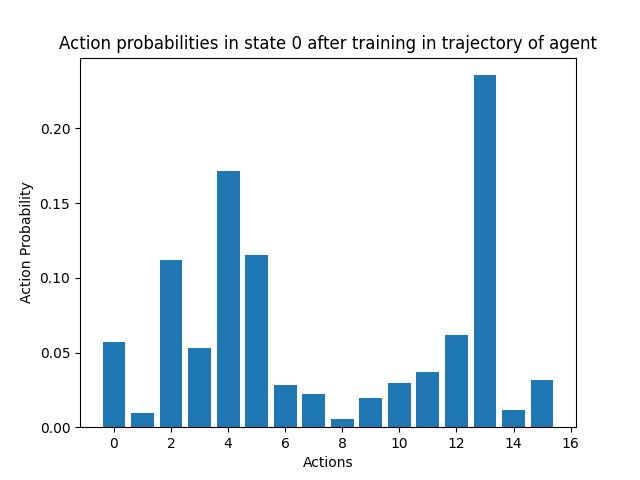 Action probabilities in state 0 after training in trajectory of agent
0.20
0.15
0.10
0.05
0.00
Action Probability
0 2 4 6 8 10 12 14 16
Actions